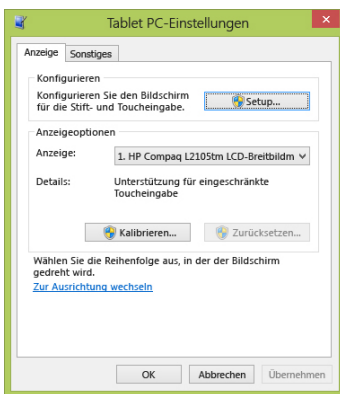 Tablet PC-Einstellungen
Anzeige Sonstiges
Konfigurieren
Konfigurieren Sie den Bildschirm
für die Stift- und Toucheingabe.
Setup...
Anzeigeoptionen
Anzeige: 1. HP Compaq L2105tm LCD-Breitbildm
Details: Unterstützung für eingeschränkte
Toucheingabe
Kalibrieren... Zurücksetzen...
Wählen Sie die Reihenfolge aus, in der der Bildschirm
gedreht wird.
Zur Ausrichtung wechseln
OK Abbrechen Übernehmen